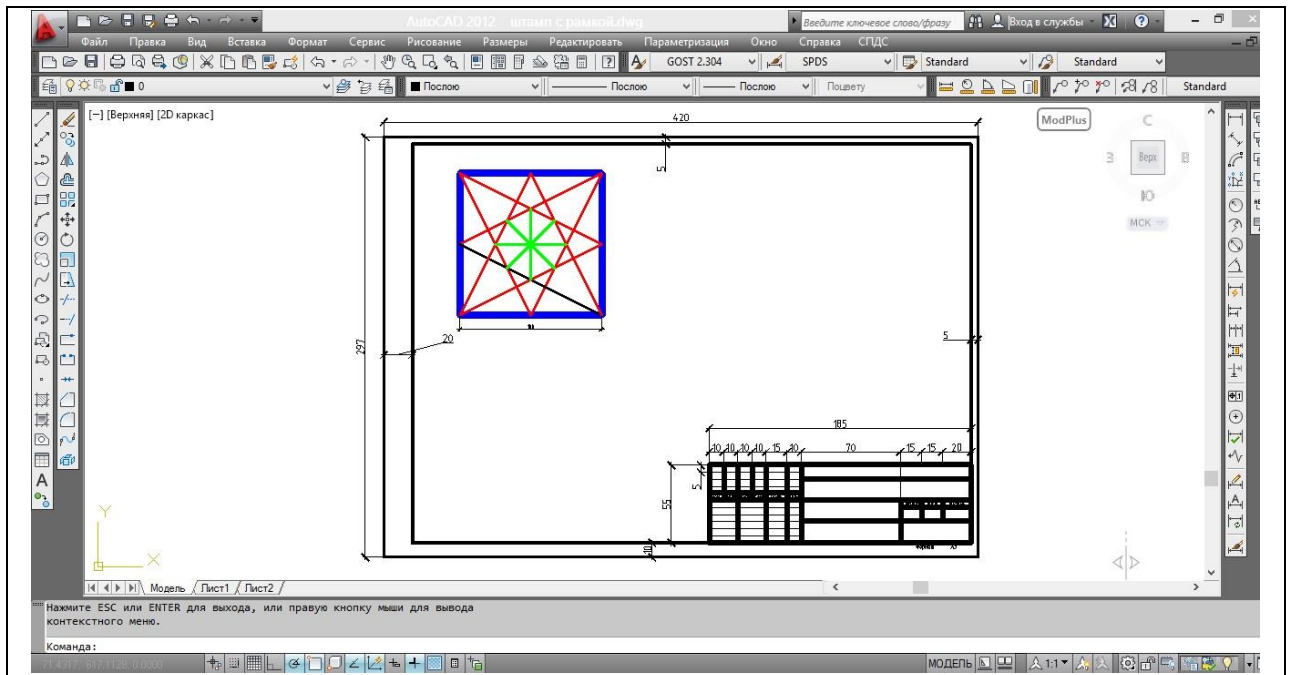 AutoCAD 2012 штамп с рамкой.dwg
Введите ключевое слово/фразу
Вход в службы
Файл Правка Вид Вставка Формат Сервис Рисование Размеры Редактировать Параметризация Окно Справка СПДС
GOST 2.304 SPDS Standard Standard
0 Послою Послою Послою Поцвету Standard
[−] [Верхняя] [2D каркас]
420
ModPlus
С
З Верх В
Ю
МСК
5
20
5
297
185
10 10 10 10 15 10 70 15 15 20
5
55
10
Y
X
Модель Лист1 Лист2
Нажмите ESC или ENTER для выхода, или правую кнопку мыши для вывода
контекстного меню.
Команда:
МОДЕЛЬ 1:1